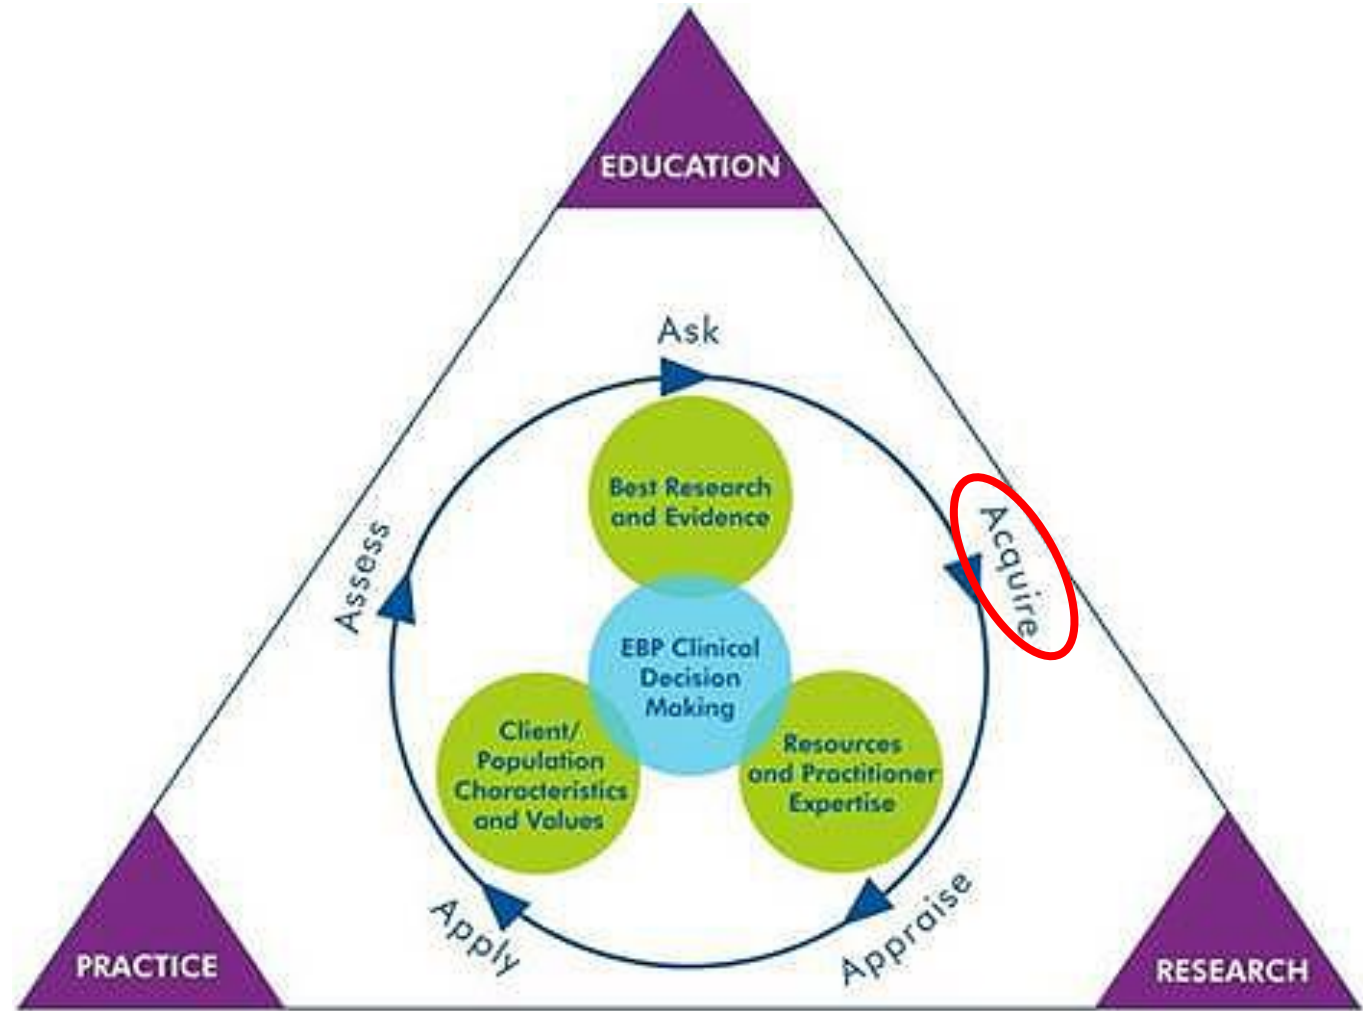 EDUCATION
Ask
Acquire
Assess
Best Research
and Evidence
EBP Clinical
Decision
Making
Client/
Population
Characteristics
and Values
Resources
and Practitioner
Expertise
Apply
Appraise
PRACTICE
RESEARCH